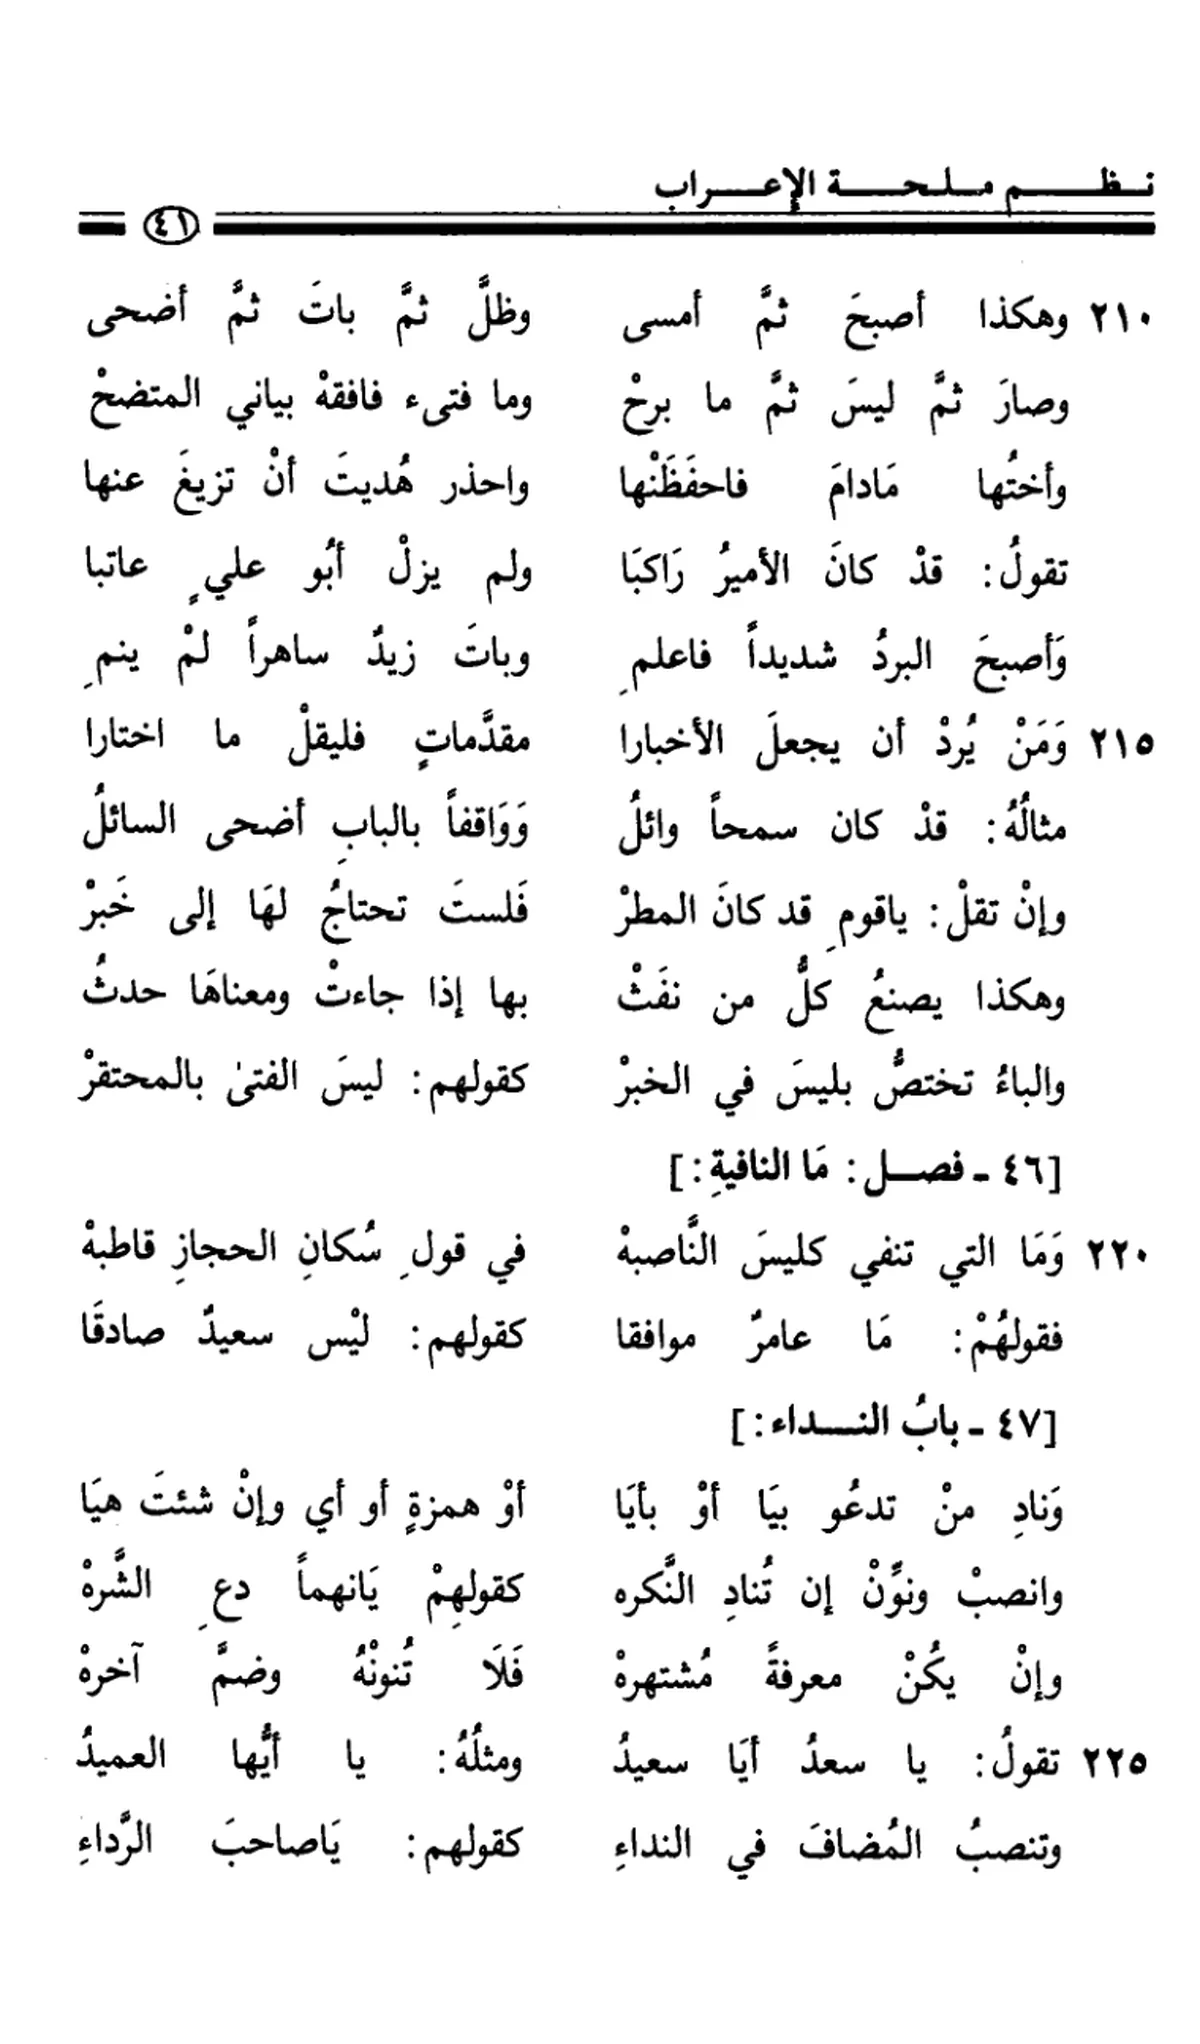 نظم ملحة الإعراب
٤١
٢١٠ وهكذا أصبحَ ثمَّ أمسى وظلَّ ثمَّ باتَ ثمَّ أضحى
وصارَ ثمَّ ليسَ ثمَّ ما برحْ وما فتىء فافقهْ بياني المتضحْ
وأختُها مَادامَ فاحفَظَنْها واحذر هُديتَ أنْ تزيغَ عنها
تقولُ: قدْ كانَ الأميرُ رَاكبَا ولم يزلْ أبُو عليٍ عاتبا
وَأصبحَ البردُ شديداً فاعلمِ وباتَ زيدٌ ساهراً لمْ ينمِ
٢١٥ وَمَنْ يُردْ أن يجعلَ الأخبارا مقدَّماتٍ فليقلْ ما اختارا
مثالُهُ: قدْ كان سمحاً وائلُ وَوَاقفاً بالبابِ أضحى السائلُ
وإنْ تقلْ: ياقومِ قد كانَ المطرْ فَلستَ تحتاجُ لهَا إلى خَبرْ
وهكذا يصنعُ كلُّ من نفَثْ بها إذا جاءتْ ومعناهَا حدثُ
والباءُ تختصُّ بليسَ في الخبرْ كقولهم: ليسَ الفتىٰ بالمحتقرْ
[٤٦ - فصل: مَا النافيةِ:]
٢٢٠ وَمَا التي تنفي كليسَ النَّاصبهْ في قولِ سُكانِ الحجازِ قاطبهْ
فقولُهُمْ: مَا عامرٌ موافقا كقولهم: ليْس سعيدٌ صادقَا
[٤٧ - بابُ النداء:]
وَنادِ منْ تدعُو بيَا أوْ بأيَا أوْ همزةٍ أو أي وإنْ شئتَ هيَا
وانصبْ ونوِّنْ إن تُنادِ النَّكره كقولهِمْ يَانهماً دعِ الشَّرهْ
وإنْ يكُنْ معرفةً مُشتهرهْ فَلَا تُنونْهُ وضمَّ آخرهْ
٢٢٥ تقولُ: يا سعدُ أيَا سعيدُ ومثلُهُ: يا أيُّها العميدُ
وتنصبُ المُضافَ في النداءِ كقولهم: يَاصاحبَ الرَّداءِ